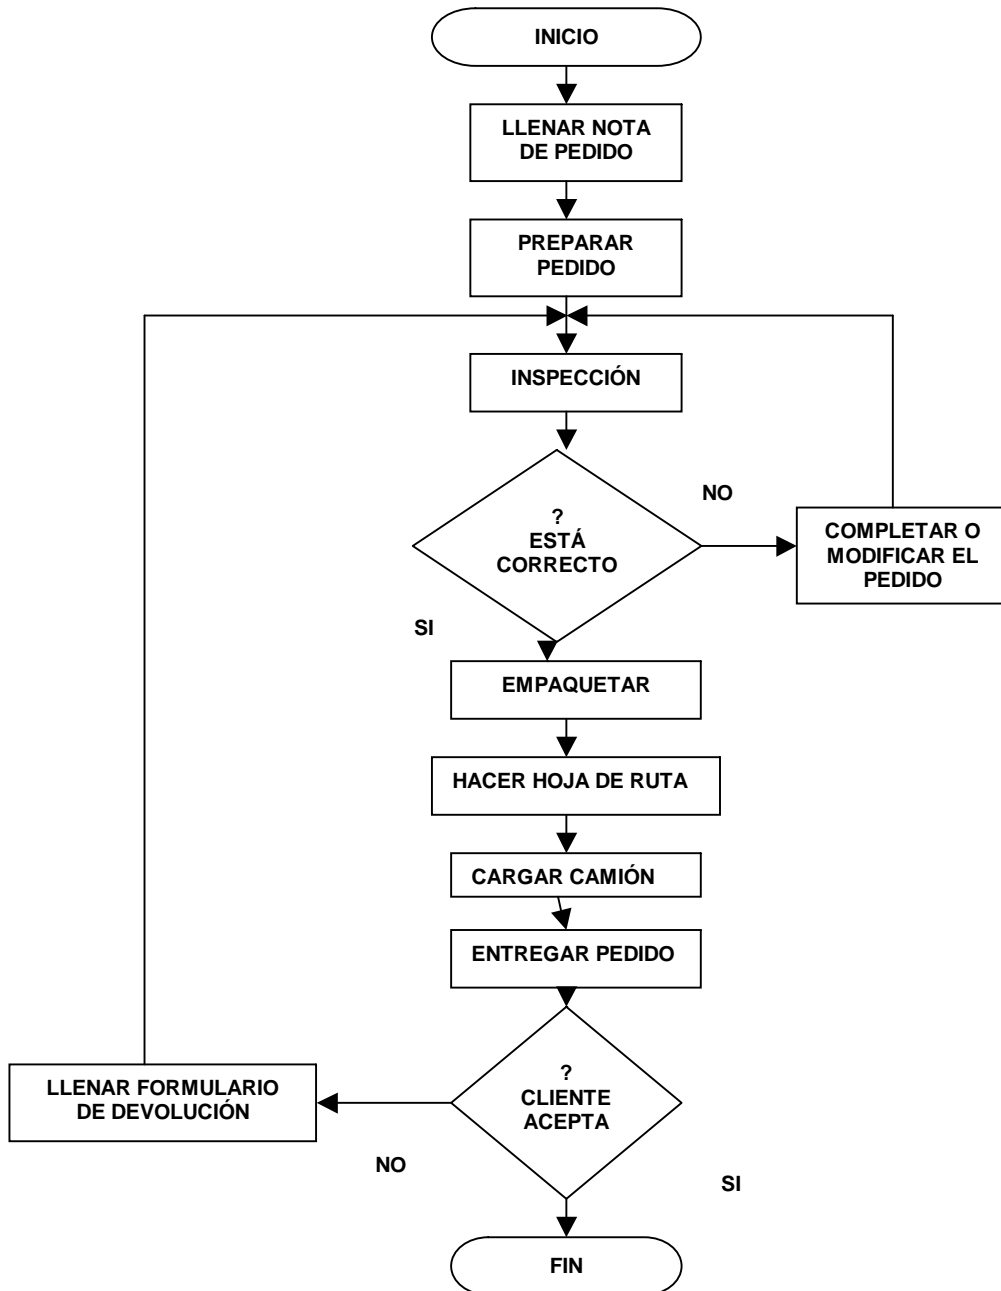 INICIO
LLENAR NOTA
DE PEDIDO
PREPARAR
PEDIDO
INSPECCIÓN
?
ESTÁ
CORRECTO
NO
COMPLETAR O
MODIFICAR EL
PEDIDO
SI
EMPAQUETAR
HACER HOJA DE RUTA
CARGAR CAMIÓN
ENTREGAR PEDIDO
?
CLIENTE
ACEPTA
LLENAR FORMULARIO
DE DEVOLUCIÓN
NO
SI
FIN